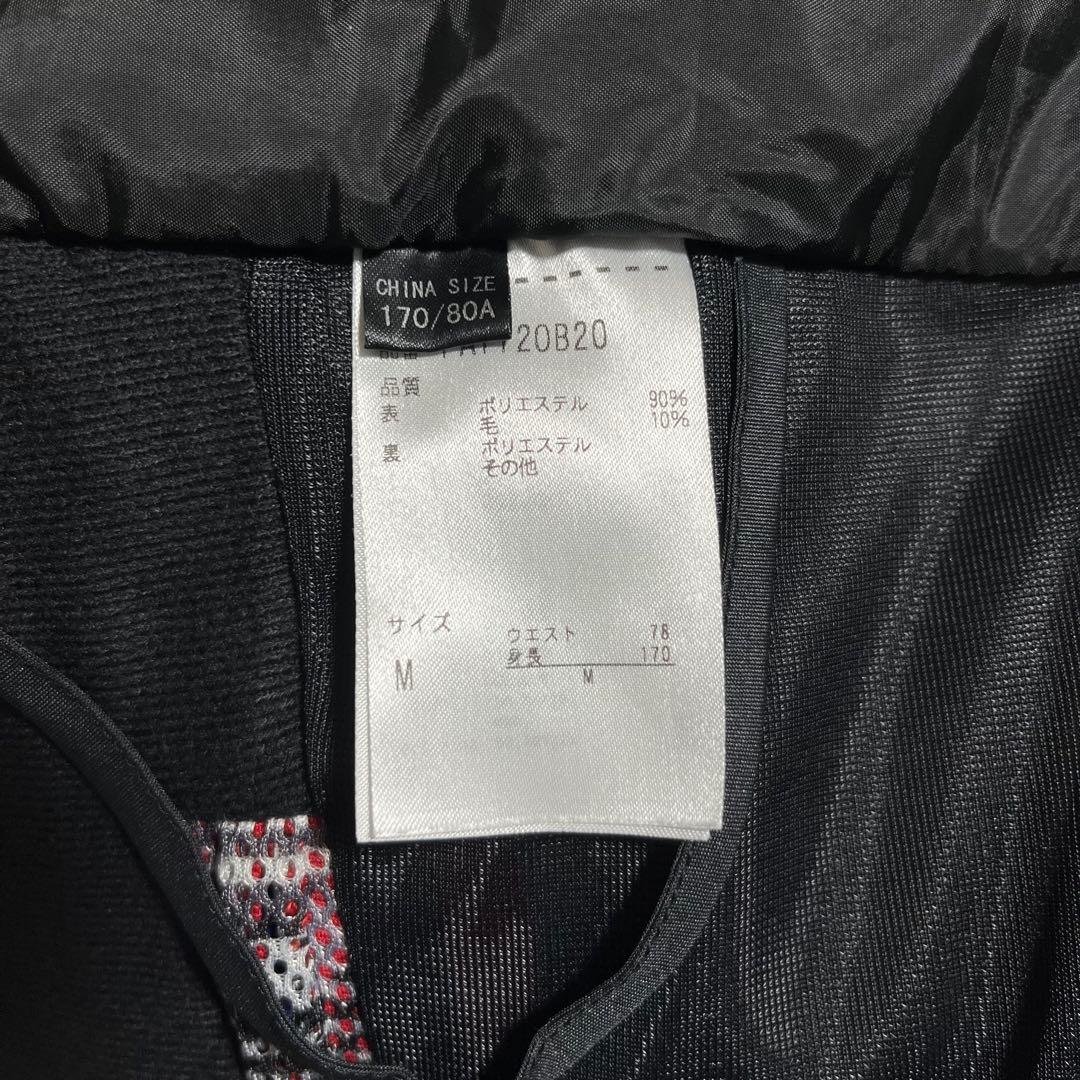 CHINA SIZE
170/80A
20B20
品質
表 ポリエステル 90%
毛 10%
裏 ポリエステル
その他
サイズ ウエスト 78
身長 170
M M